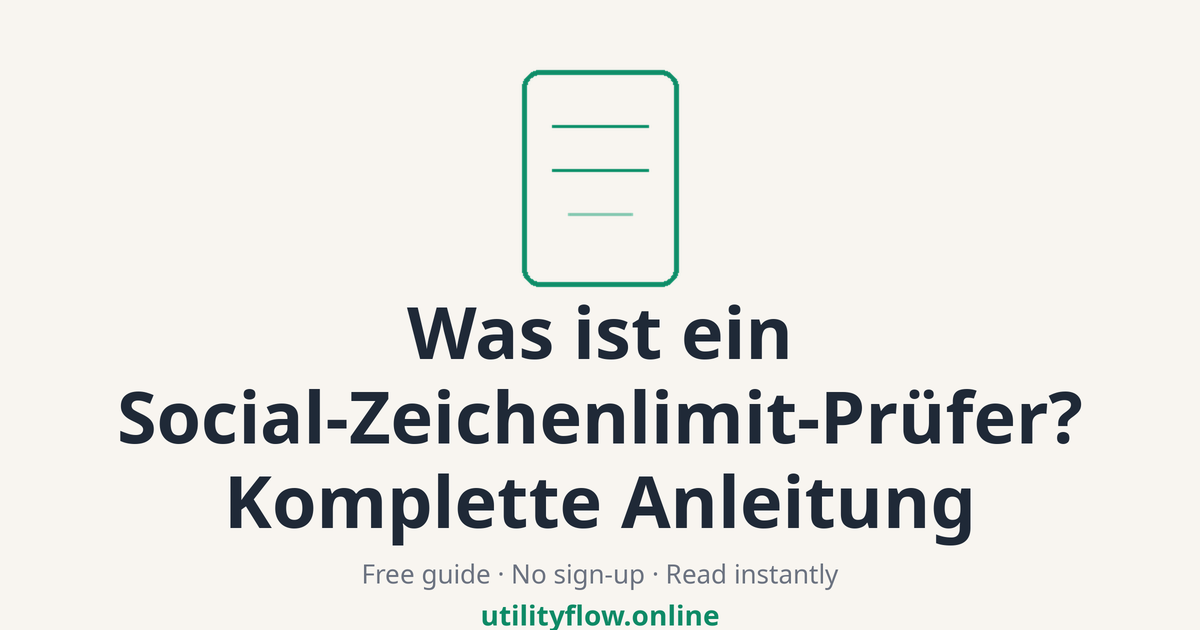 Was ist ein
Social-Zeichenlimit-Prüfer?
Komplette Anleitung
Free guide · No sign-up · Read instantly
utilityflow.online